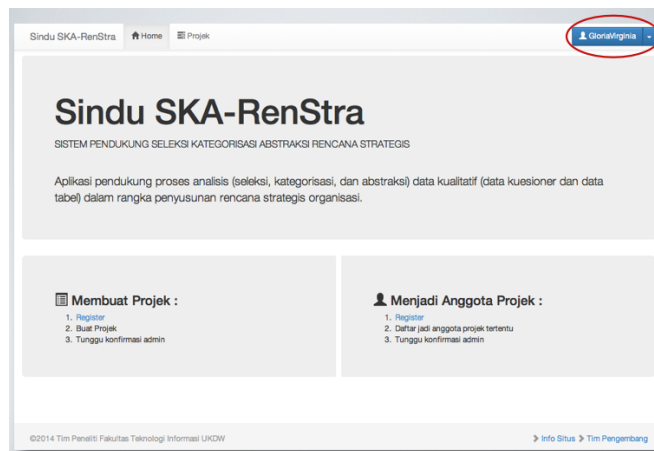 Sindu SKA-RenStra Home Projek GloriaVirginia
Sindu SKA-RenStra
SISTEM PENDUKUNG SELEKSI KATEGORISASI ABSTRAKSI RENCANA STRATEGIS
Aplikasi pendukung proses analisis (seleksi, kategorisasi, dan abstraksi) data kualitatif (data kuesioner dan data
tabel) dalam rangka penyusunan rencana strategis organisasi.
Membuat Projek :
1. Register
2. Buat Projek
3. Tunggu konfirmasi admin
Menjadi Anggota Projek :
1. Register
2. Daftar jadi anggota projek tertentu
3. Tunggu konfirmasi admin
©2014 Tim Peneliti Fakultas Teknologi Informasi UKDW Info Situs Tim Pengembang